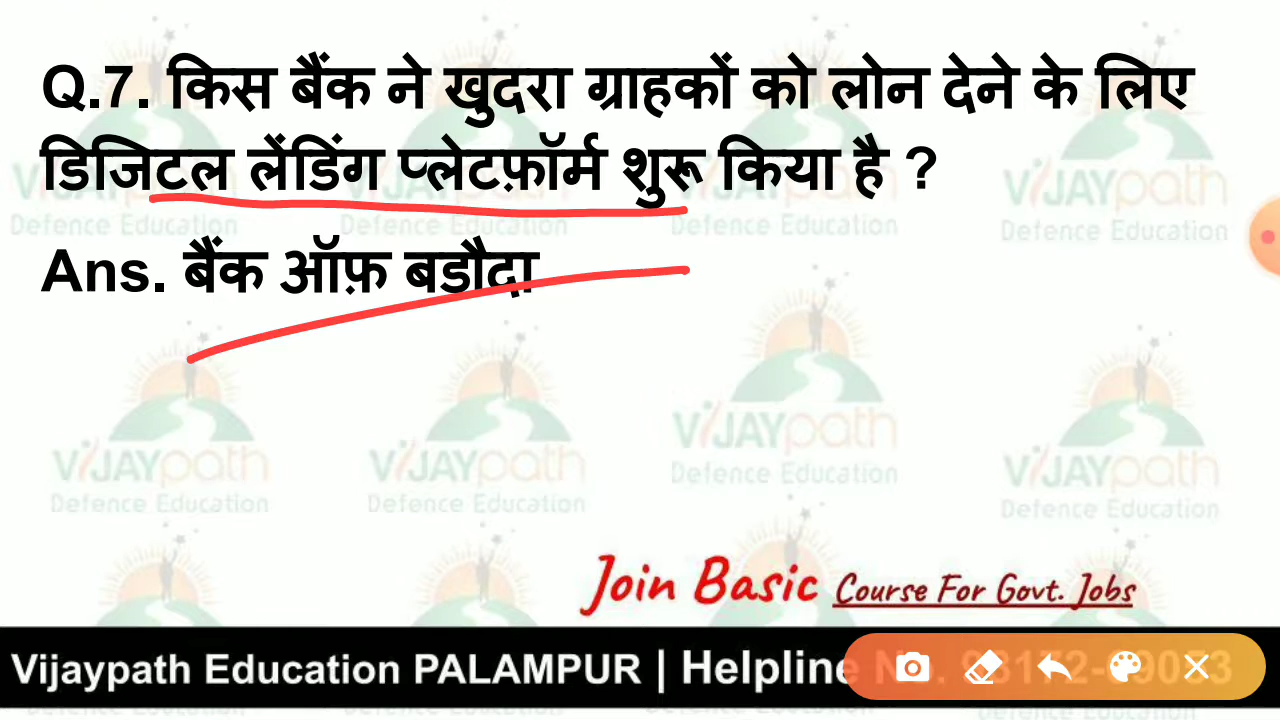 Q.7. किस बैंक ने खुदरा ग्राहकों को लोन देने के लिए
डिजिटल लेंडिंग प्लेटफ़ॉर्म शुरू किया है ?
Ans. बैंक ऑफ़ बडौदा
VIJAYpath
Defence Education
Join Basic Course For Govt. Jobs
Vijaypath Education PALAMPUR | Helpline